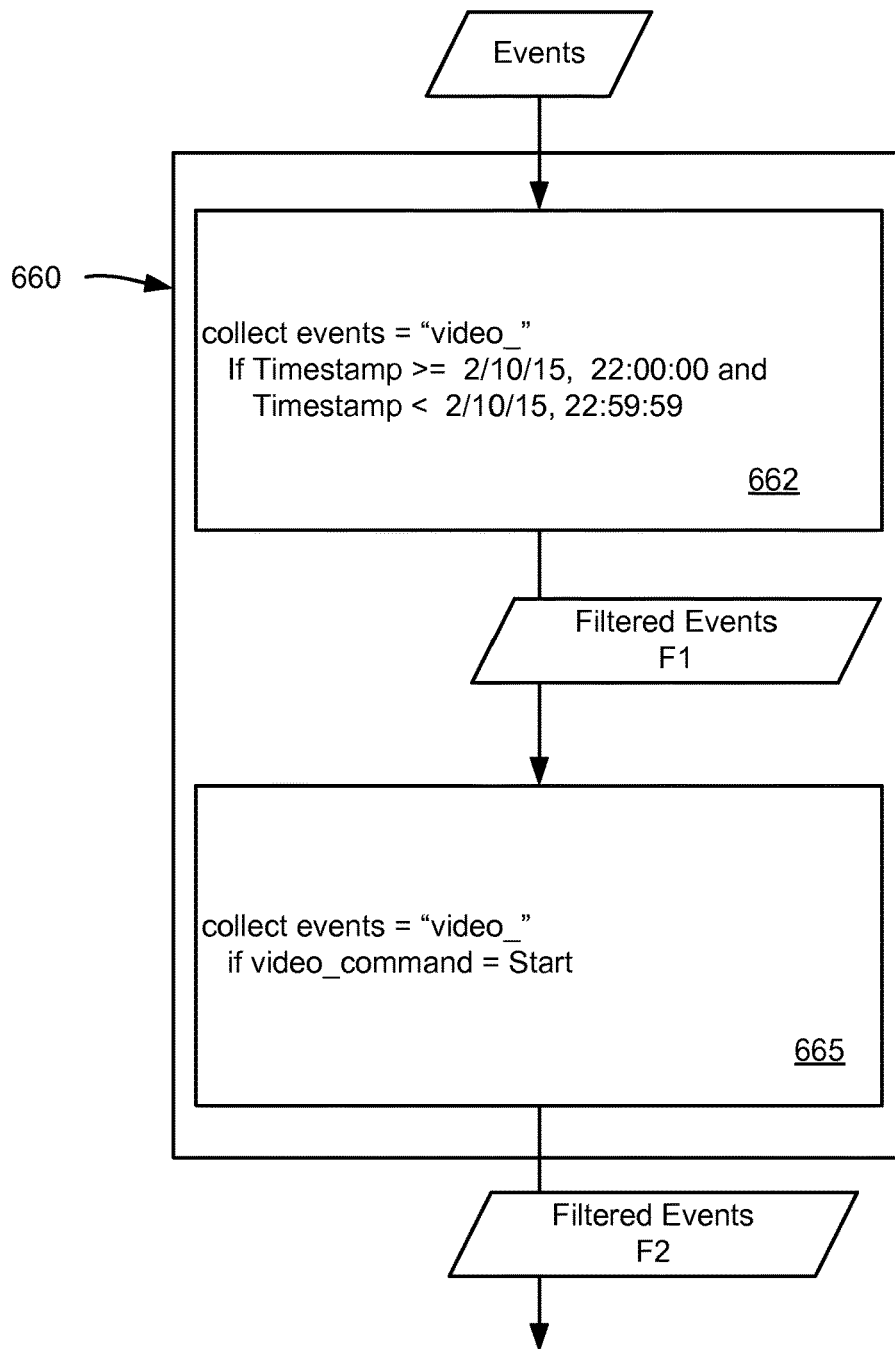 Events
660
collect events = “video_”
If Timestamp >= 2/10/15, 22:00:00 and
Timestamp < 2/10/15, 22:59:59
662
Filtered Events
F1
collect events = “video_”
if video_command = Start
665
Filtered Events
F2